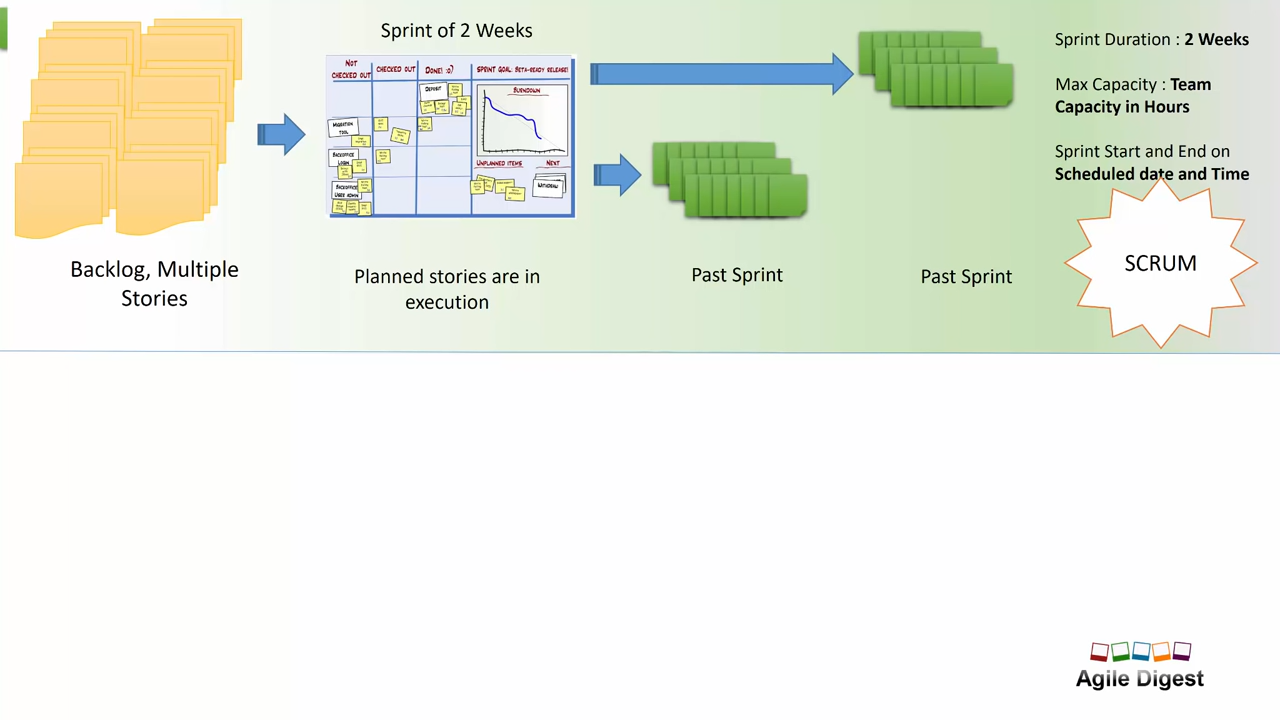 Sprint of 2 Weeks
NOT
CHECKED OUT
CHECKED OUT
DONE! :O)
SPRINT GOAL: BETA-READY RELEASE!
DEPOSIT
BURNDOWN
MIGRATION
TOOL
BACKOFFICE
LOGIN
BACKOFFICE
USER ADMIN
UNPLANNED ITEMS
NEXT
WITHDRAW
Backlog, Multiple
Stories
Planned stories are in
execution
Past Sprint
Past Sprint
Sprint Duration : 2 Weeks
Max Capacity : Team
Capacity in Hours
Sprint Start and End on
Scheduled date and Time
SCRUM
Agile Digest